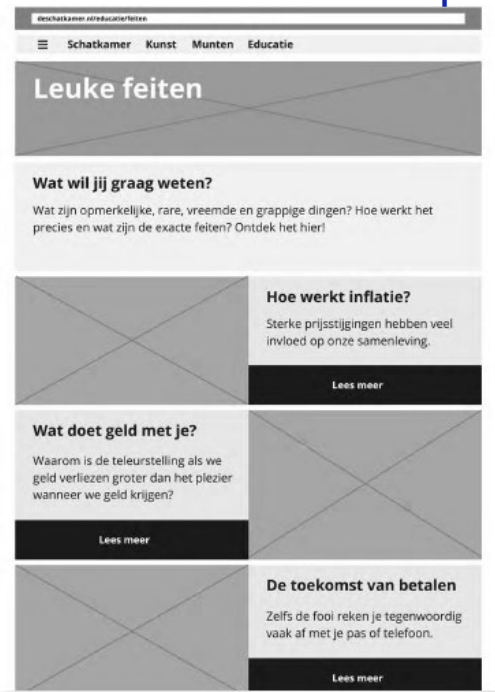 deschatkamer.nl/educatie/feiten
☰ Schatkamer Kunst Munten Educatie
Leuke feiten
Wat wil jij graag weten?
Wat zijn opmerkelijke, rare, vreemde en grappige dingen? Hoe werkt het
precies en wat zijn de exacte feiten? Ontdek het hier!
Hoe werkt inflatie?
Sterke prijsstijgingen hebben veel
invloed op onze samenleving.
Lees meer
Wat doet geld met je?
Waarom is de teleurstelling als we
geld verliezen groter dan het plezier
wanneer we geld krijgen?
Lees meer
De toekomst van betalen
Zelfs de fooi reken je tegenwoordig
vaak af met je pas of telefoon.
Lees meer